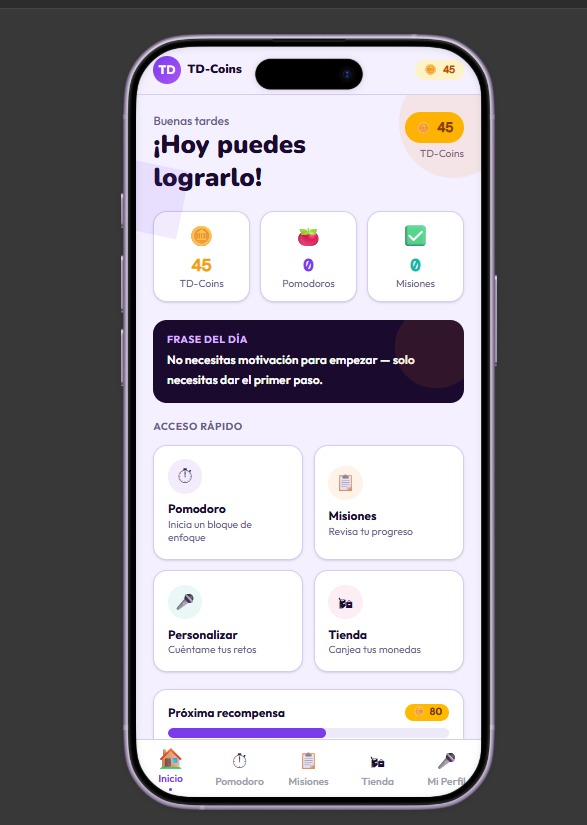 TD
TD-Coins
45
Buenas tardes
¡Hoy puedes
lograrlo!
45
TD-Coins
45
TD-Coins
0
Pomodoros
0
Misiones
FRASE DEL DÍA
No necesitas motivación para empezar — solo
necesitas dar el primer paso.
ACCESO RÁPIDO
Pomodoro
Inicia un bloque de
enfoque
Misiones
Revisa tu progreso
Personalizar
Cuéntame tus retos
Tienda
Canjea tus monedas
Próxima recompensa
80
Inicio
Pomodoro
Misiones
Tienda
Mi Perfil